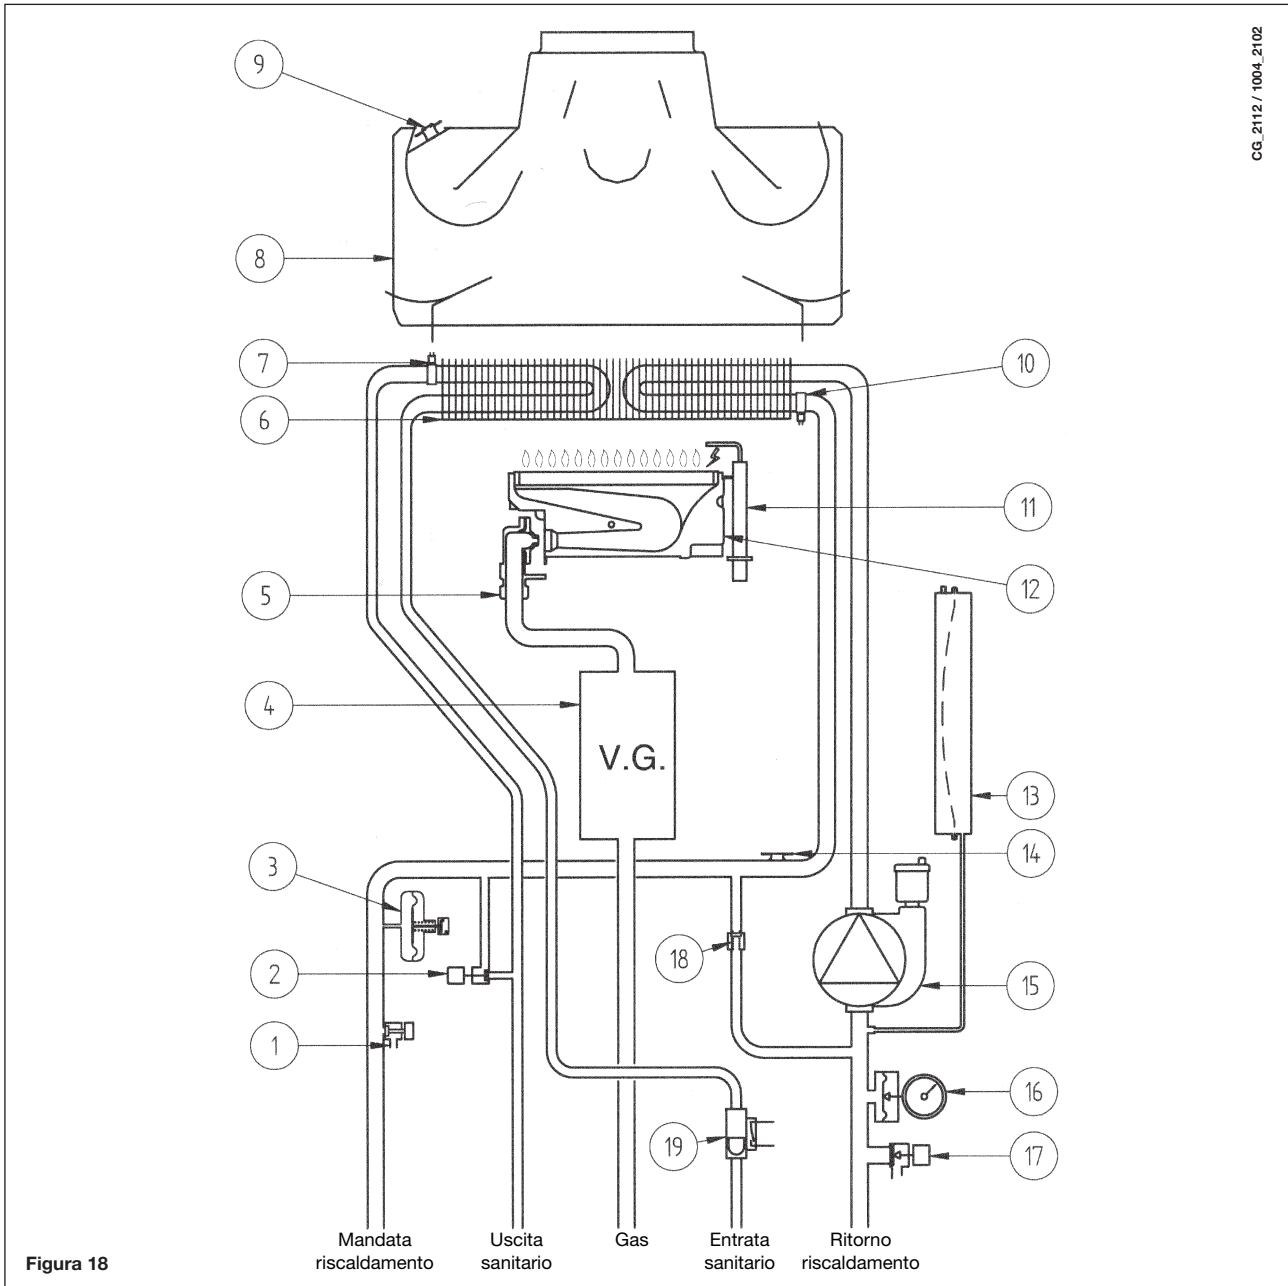 CG_2112 / 1004_2102
9
8
7
10
6
11
5
12
4
V.G.
13
14
3
18
2
15
1
16
19
17
Mandata
riscaldamento
Uscita
sanitario
Gas
Entrata
sanitario
Ritorno
riscaldamento
Figura 18